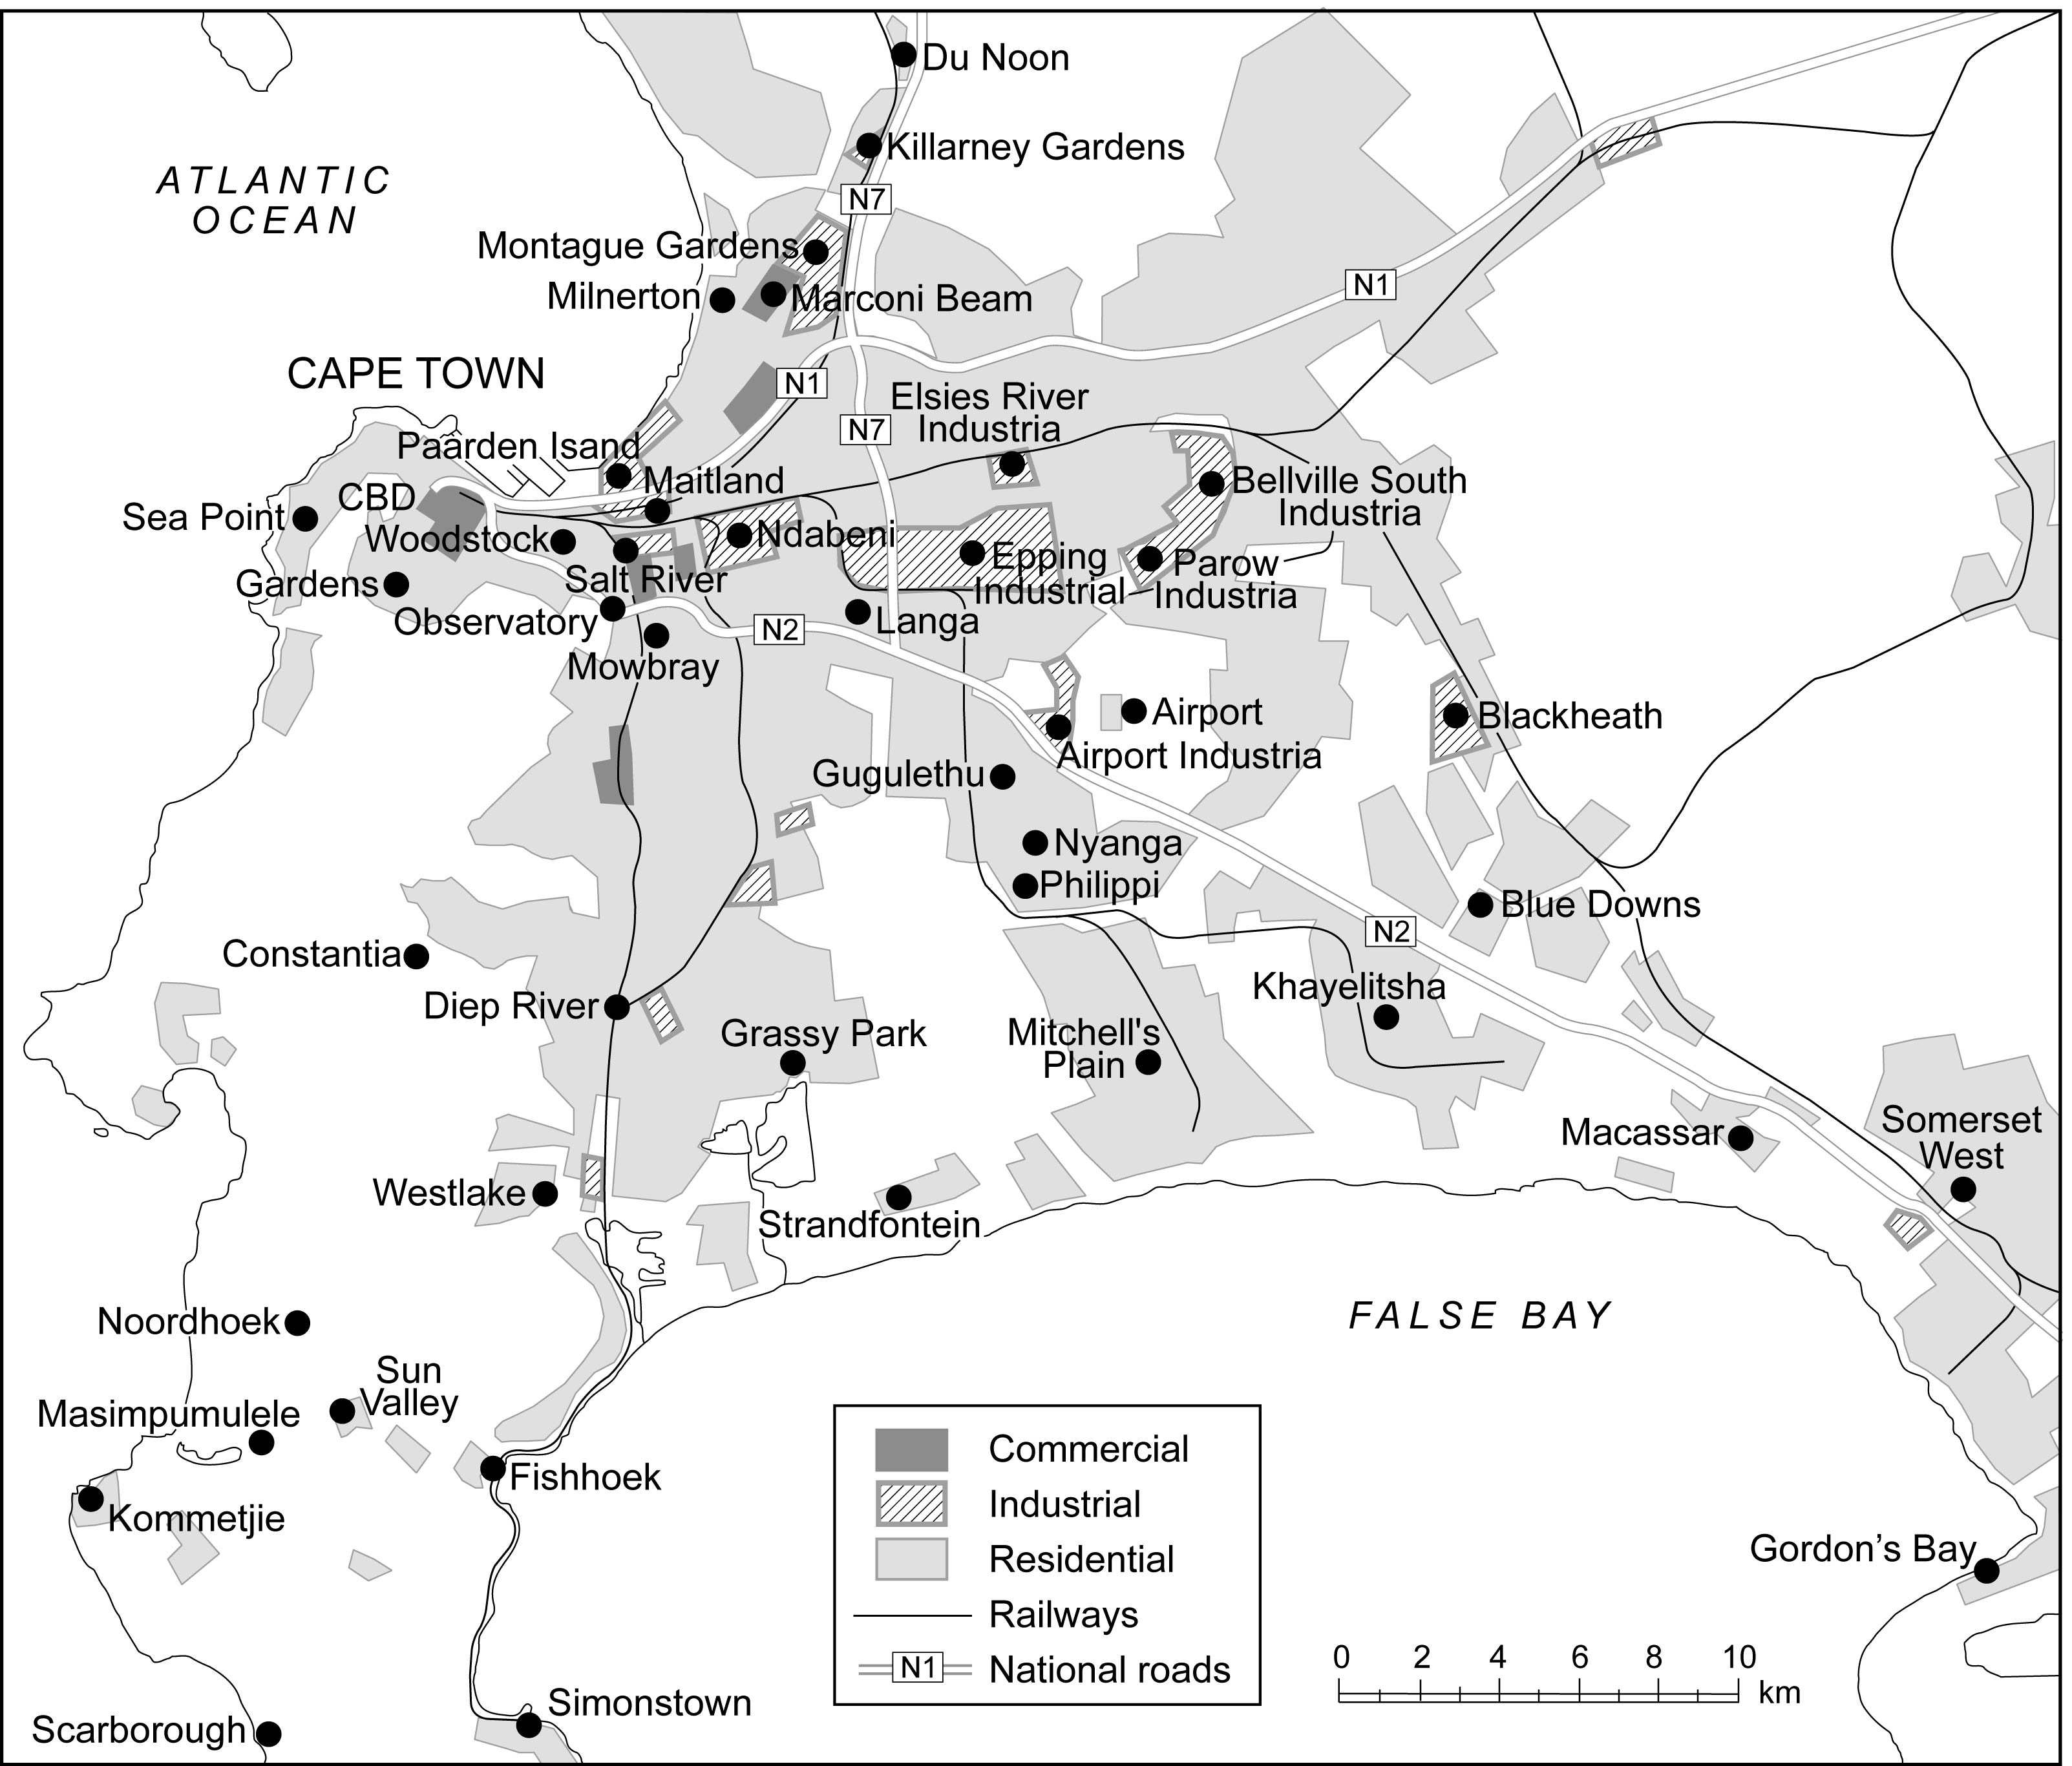 Du Noon
Killarney Gardens
ATLANTIC
OCEAN
N7
Montague Gardens
Milnerton
Marconi Beam
N1
CAPE TOWN
N1
Elsies River
Industria
N7
Paarden Isand
Maitland
CBD
Bellville South
Industria
Sea Point
Woodstock
Ndabeni
Epping
Industrial
Parow
Industria
Salt River
Gardens
Observatory
Langa
N2
Mowbray
Airport
Blackheath
Airport Industria
Gugulethu
Nyanga
Philippi
Blue Downs
N2
Constantia
Diep River
Khayelitsha
Grassy Park
Mitchell's
Plain
Macassar
Somerset
West
Westlake
Strandfontein
Noordhoek
FALSE BAY
Sun
Valley
Masimpumulele
Fishhoek
Kommetjie
Gordon’s Bay
Simonstown
Scarborough
Commercial
Industrial
Residential
Railways
N1 National roads
0 2 4 6 8 10
km